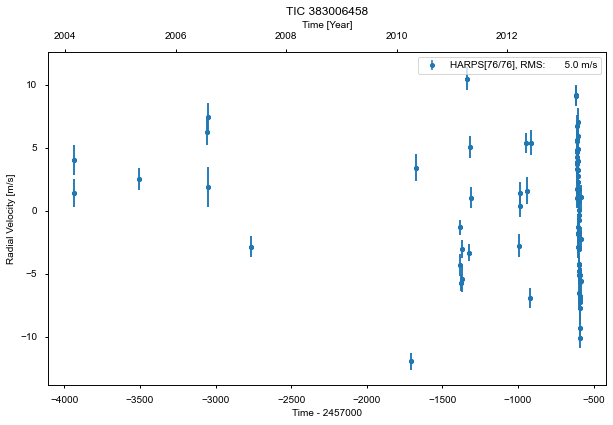 TIC 383006458
Time [Year]
2004 2006 2008 2010 2012
HARPS[76/76], RMS: 5.0 m/s
10
5
0
−5
−10
Radial Velocity [m/s]
−4000 −3500 −3000 −2500 −2000 −1500 −1000 −500
Time - 2457000